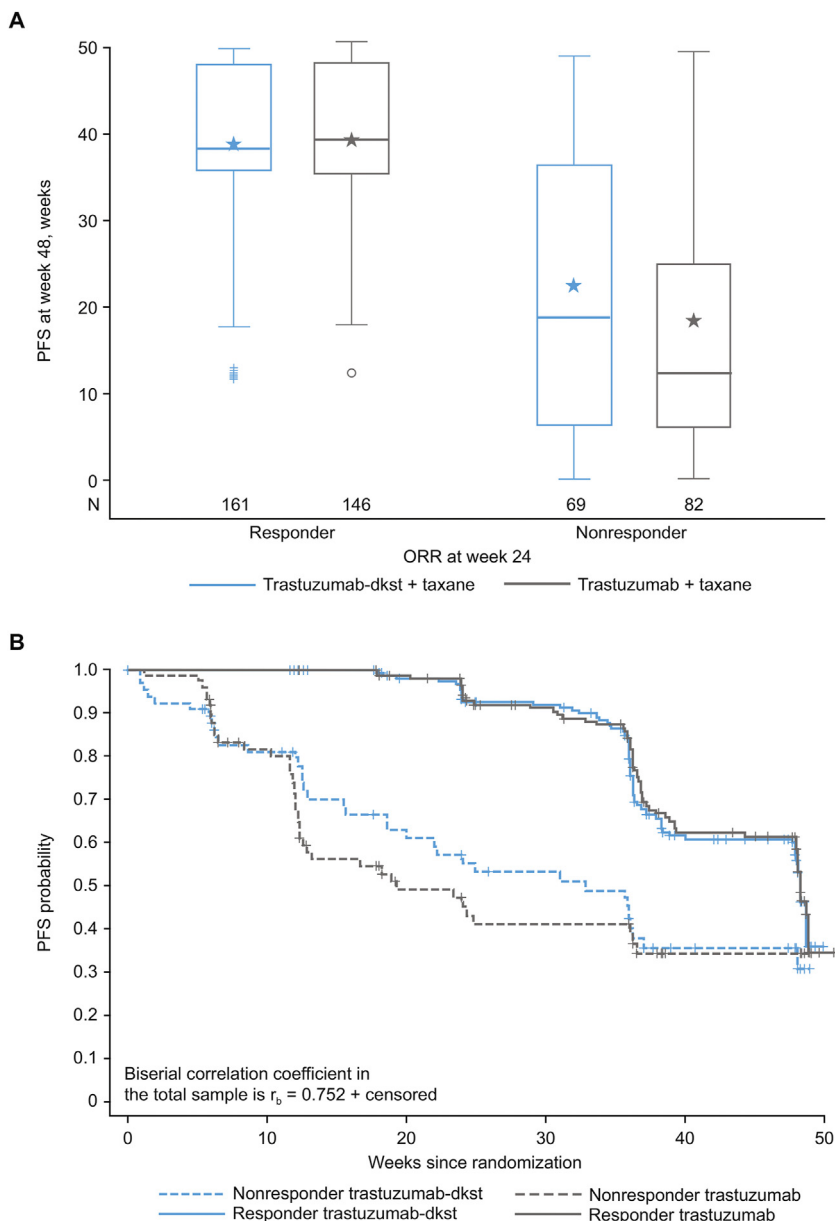 A
PFS at week 48, weeks
50
40
30
20
10
0
N 161 146 69 82
Responder Nonresponder
ORR at week 24
Trastuzumab-dkst + taxane Trastuzumab + taxane
B
PFS probability
1.0
0.9
0.8
0.7
0.6
0.5
0.4
0.3
0.2
0.1
0
Biserial correlation coefficient in
the total sample is r_b = 0.752 + censored
0 10 20 30 40 50
Weeks since randomization
Nonresponder trastuzumab-dkst Nonresponder trastuzumab
Responder trastuzumab-dkst Responder trastuzumab